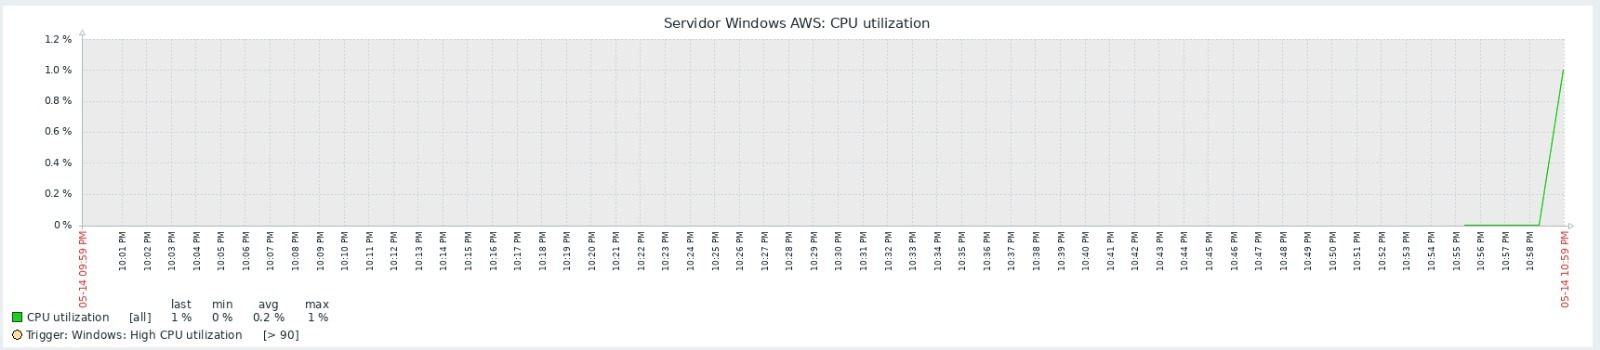 Servidor Windows AWS: CPU utilization
1.2 %
1.0 %
0.8 %
0.6 %
0.4 %
0.2 %
0 %
05-14 09:59 PM
10:01 PM
10:02 PM
10:03 PM
10:04 PM
10:05 PM
10:06 PM
10:07 PM
10:08 PM
10:09 PM
10:10 PM
10:11 PM
10:12 PM
10:13 PM
10:14 PM
10:15 PM
10:16 PM
10:17 PM
10:18 PM
10:19 PM
10:20 PM
10:21 PM
10:22 PM
10:23 PM
10:24 PM
10:25 PM
10:26 PM
10:27 PM
10:28 PM
10:29 PM
10:30 PM
10:31 PM
10:32 PM
10:33 PM
10:34 PM
10:35 PM
10:36 PM
10:37 PM
10:38 PM
10:39 PM
10:40 PM
10:41 PM
10:42 PM
10:43 PM
10:44 PM
10:45 PM
10:46 PM
10:47 PM
10:48 PM
10:49 PM
10:50 PM
10:51 PM
10:52 PM
10:53 PM
10:54 PM
10:55 PM
10:56 PM
10:57 PM
10:58 PM
05-14 10:59 PM
last min avg max
CPU utilization [all] 1 % 0 % 0.2 % 1 %
Trigger: Windows: High CPU utilization [> 90]